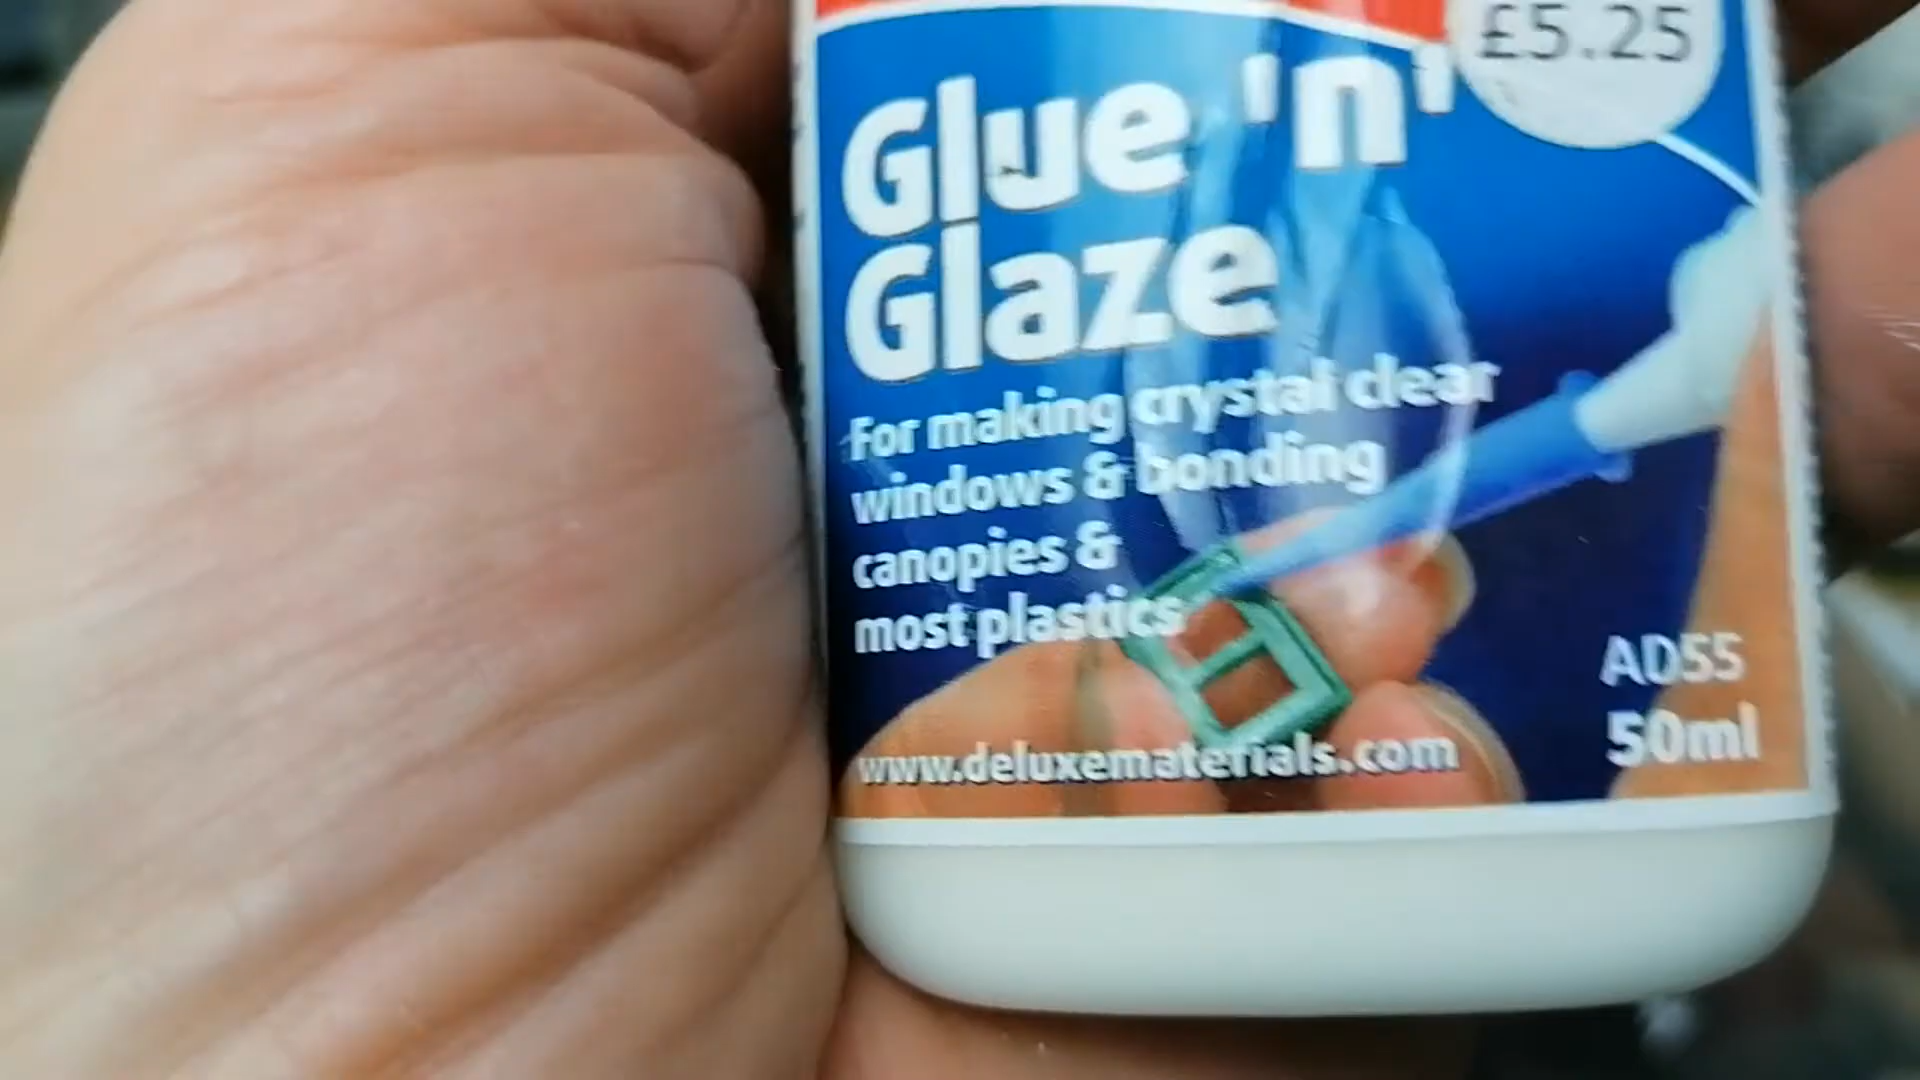 £5.25
Glue 'n'
Glaze
For making crystal clear
windows & bonding
canopies &
most plastics
AD55
50ml
www.deluxematerials.com